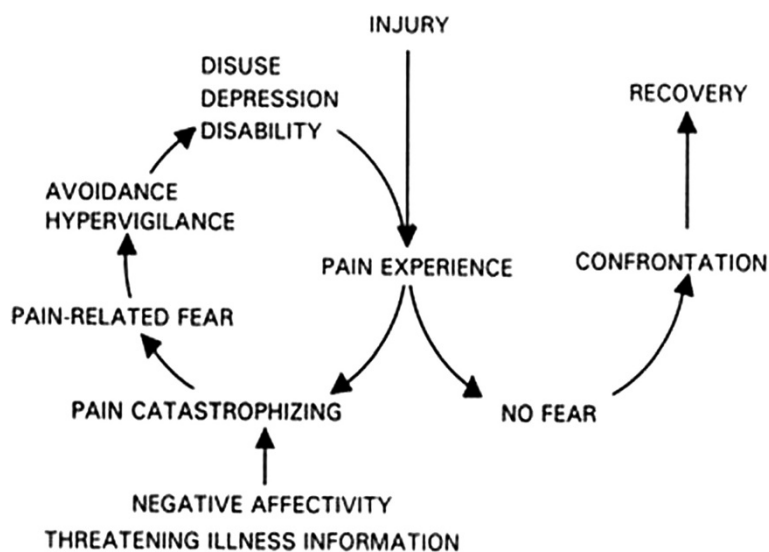 INJURY
DISUSE
DEPRESSION
DISABILITY
RECOVERY
AVOIDANCE
HYPERVIGILANCE
PAIN EXPERIENCE
CONFRONTATION
PAIN-RELATED FEAR
PAIN CATASTROPHIZING
NO FEAR
NEGATIVE AFFECTIVITY
THREATENING ILLNESS INFORMATION